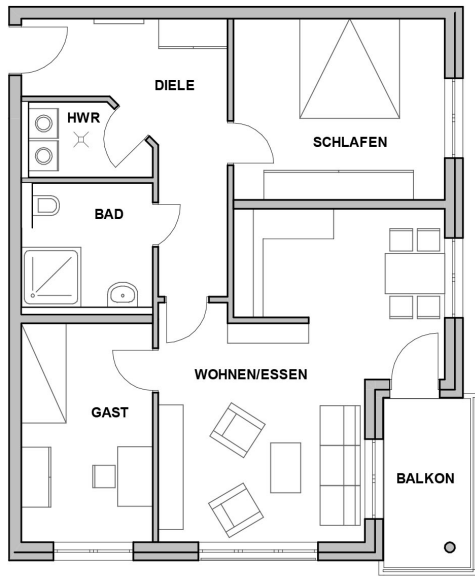 DIELE
HWR
SCHLAFEN
BAD
WOHNEN/ESSEN
GAST
BALKON